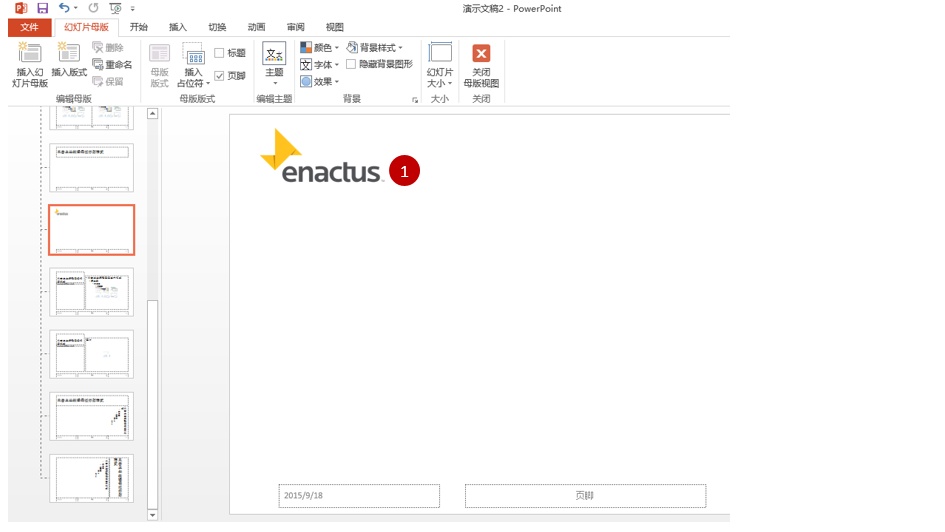 演示文稿2 - PowerPoint
文件 幻灯片母版 开始 插入 切换 动画 审阅 视图
插入幻灯片母版 插入版式 删除 重命名 保留
编辑母版
母版版式 插入占位符 标题 页脚
母版版式
主题
编辑主题
颜色 字体 效果 背景样式 隐藏背景图形
背景
幻灯片大小
大小
关闭母版视图
关闭
enactus
1
2015/9/18
页脚